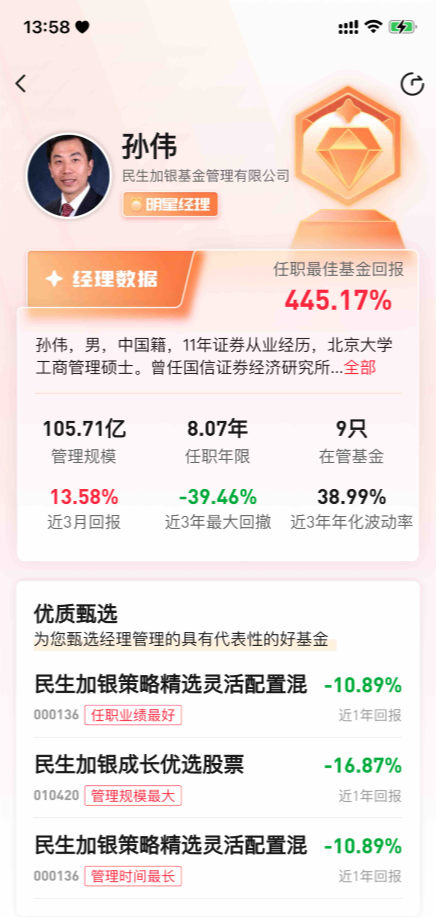 13:58
孙伟
民生加银基金管理有限公司
明星经理
经理数据
任职最佳基金回报
445.17%
孙伟，男，中国籍，11年证券从业经历，北京大学
工商管理硕士。曾任国信证券经济研究所...全部
105.71亿 8.07年 9只
管理规模 任职年限 在管基金
13.58% -39.46% 38.99%
近3月回报 近3年最大回撤 近3年年化波动率
优质甄选
为您甄选经理管理的具有代表性的好基金
民生加银策略精选灵活配置混 -10.89%
000136 任职业绩最好 近1年回报
民生加银成长优选股票 -16.87%
010420 管理规模最大 近1年回报
民生加银策略精选灵活配置混 -10.89%
000136 管理时间最长 近1年回报